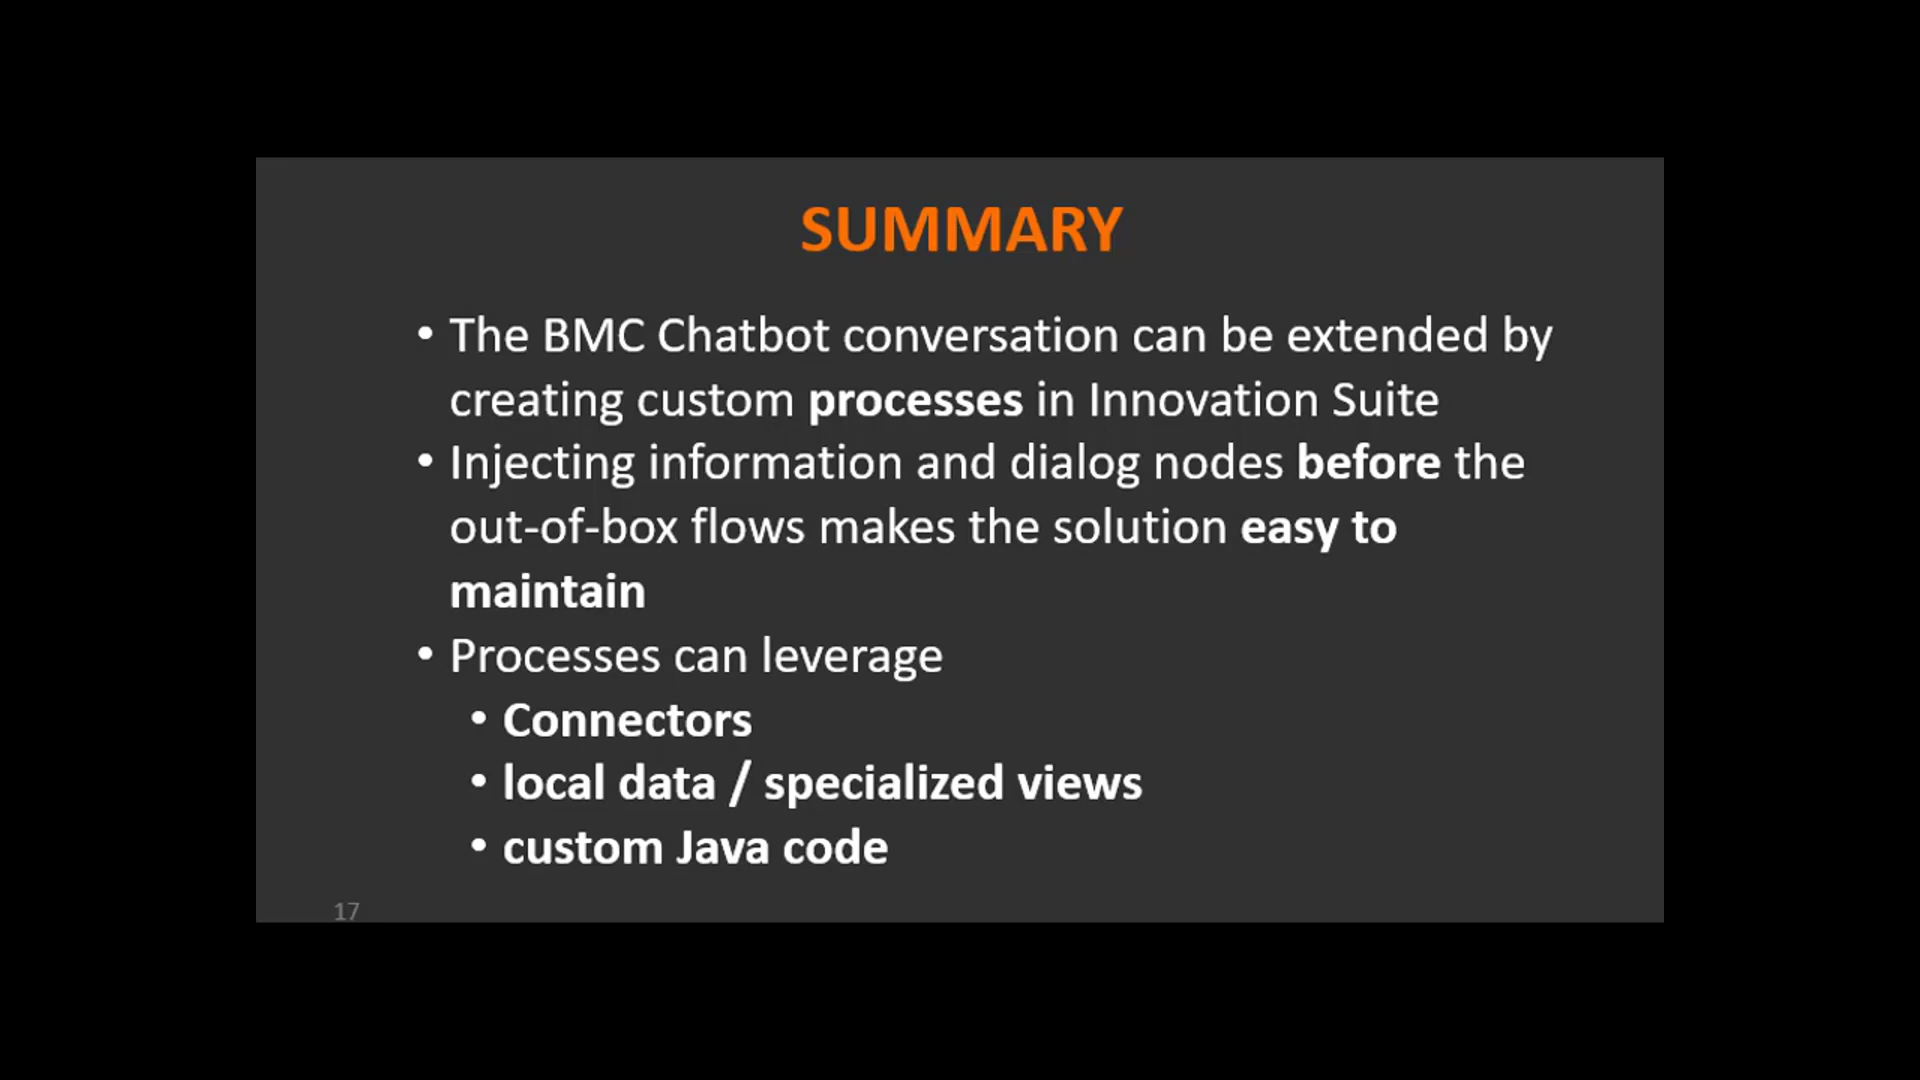 SUMMARY
• The BMC Chatbot conversation can be extended by
creating custom processes in Innovation Suite
• Injecting information and dialog nodes before the
out-of-box flows makes the solution easy to
maintain
• Processes can leverage
• Connectors
• local data / specialized views
• custom Java code
17